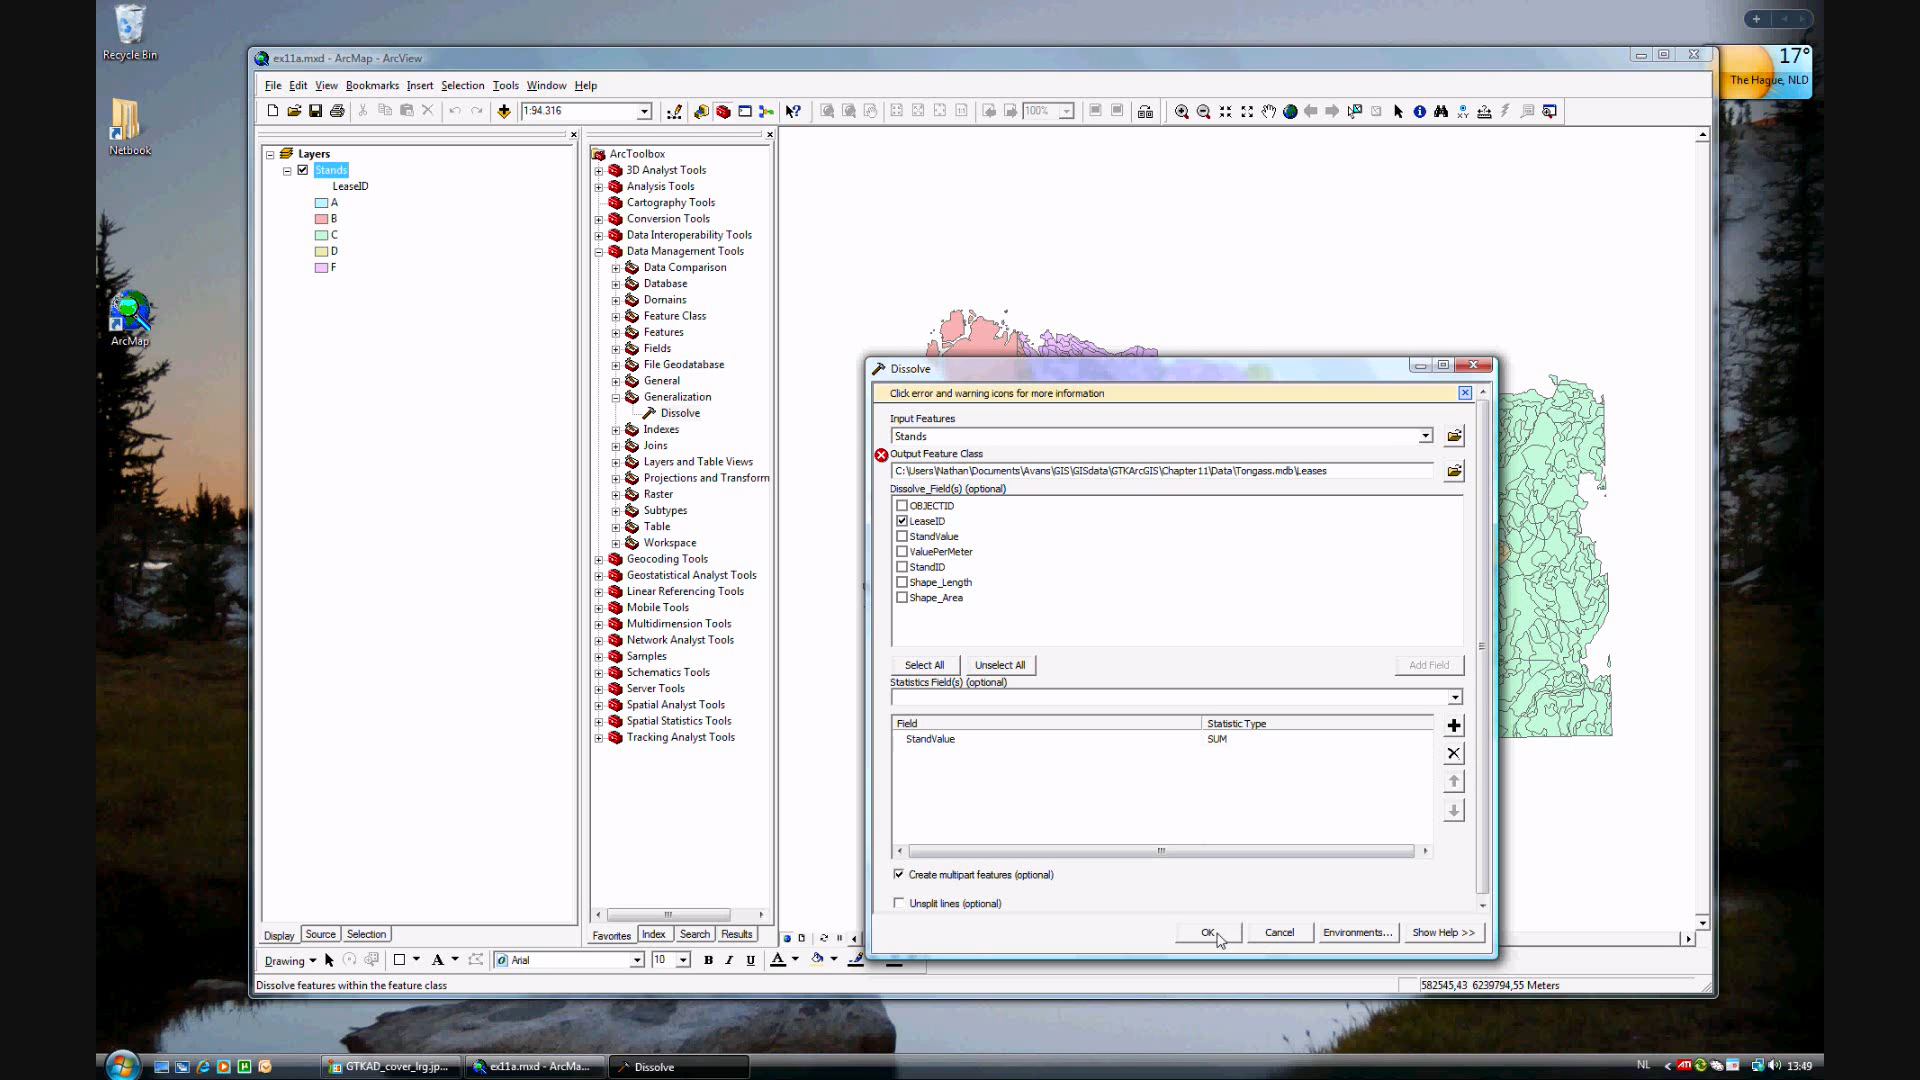 Recycle Bin
Netbook
ArcMap
17°
The Hague, NLD
ex11a.mxd - ArcMap - ArcView
File Edit View Bookmarks Insert Selection Tools Window Help
1:94.316
100%
Layers
Stands
LeaseID
A
B
C
D
F
Display Source Selection
ArcToolbox
3D Analyst Tools
Analysis Tools
Cartography Tools
Conversion Tools
Data Interoperability Tools
Data Management Tools
Data Comparison
Database
Domains
Feature Class
Features
Fields
File Geodatabase
General
Generalization
Dissolve
Indexes
Joins
Layers and Table Views
Projections and Transform
Raster
Subtypes
Table
Workspace
Geocoding Tools
Geostatistical Analyst Tools
Linear Referencing Tools
Mobile Tools
Multidimension Tools
Network Analyst Tools
Samples
Schematics Tools
Server Tools
Spatial Analyst Tools
Spatial Statistics Tools
Tracking Analyst Tools
Favorites Index Search Results
Dissolve
Click error and warning icons for more information
Input Features
Stands
Output Feature Class
C:\Users\Nathan\Documents\Avans\GIS\GISdata\GTKArcGIS\Chapter11\Data\Tongass.mdb\Leases
Dissolve_Field(s) (optional)
OBJECTID
LeaseID
StandValue
ValuePerMeter
StandID
Shape_Length
Shape_Area
Select All Unselect All Add Field
Statistics Field(s) (optional)
Field Statistic Type
StandValue SUM
Create multipart features (optional)
Unsplit lines (optional)
OK Cancel Environments... Show Help >>
Drawing A Arial 10 B I U A
Dissolve features within the feature class
582545,43 6239794,55 Meters
GTKAD_cover_lrg.jp... ex11a.mxd - ArcMa... Dissolve
NL 13:49